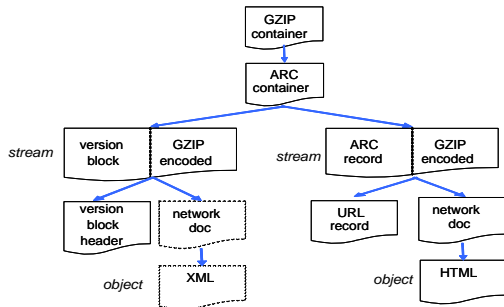 GZIP
container
ARC
container
stream
version
block
GZIP
encoded
stream
ARC
record
GZIP
encoded
version
block
header
network
doc
URL
record
network
doc
object
XML
object
HTML